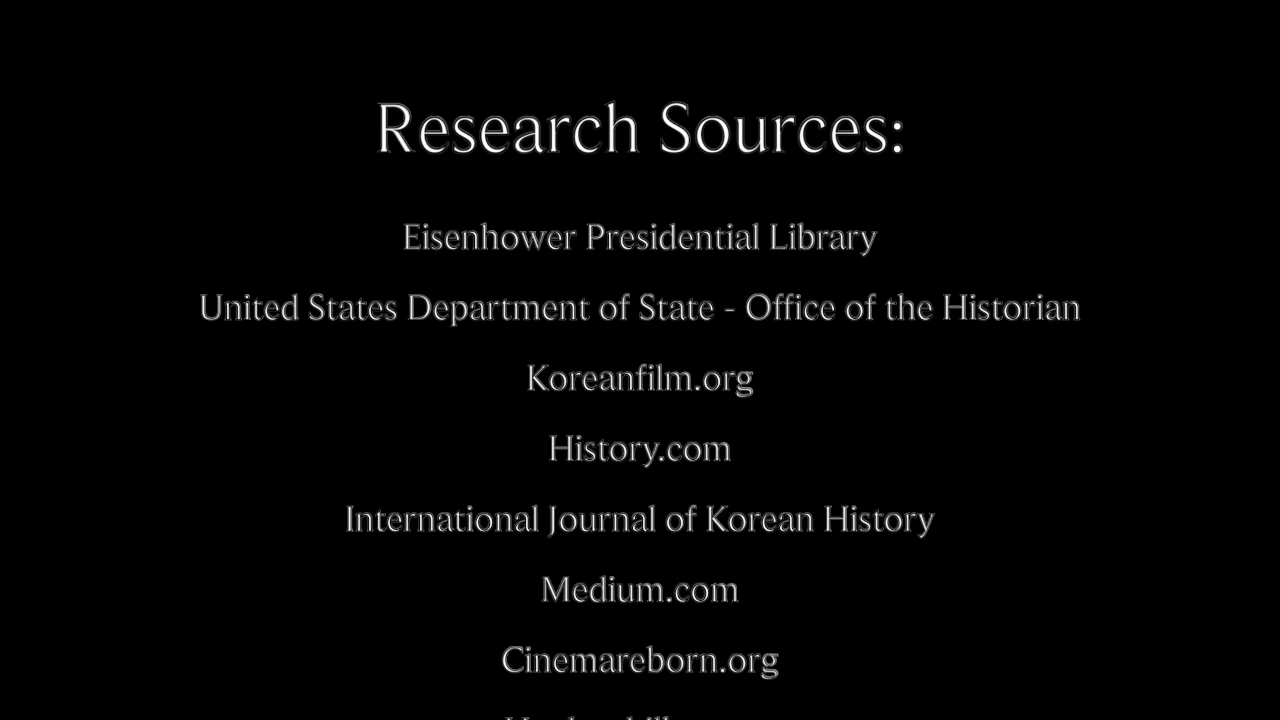 Research Sources:
Eisenhower Presidential Library
United States Department of State - Office of the Historian
Koreanfilm.org
History.com
International Journal of Korean History
Medium.com
Cinemareborn.org